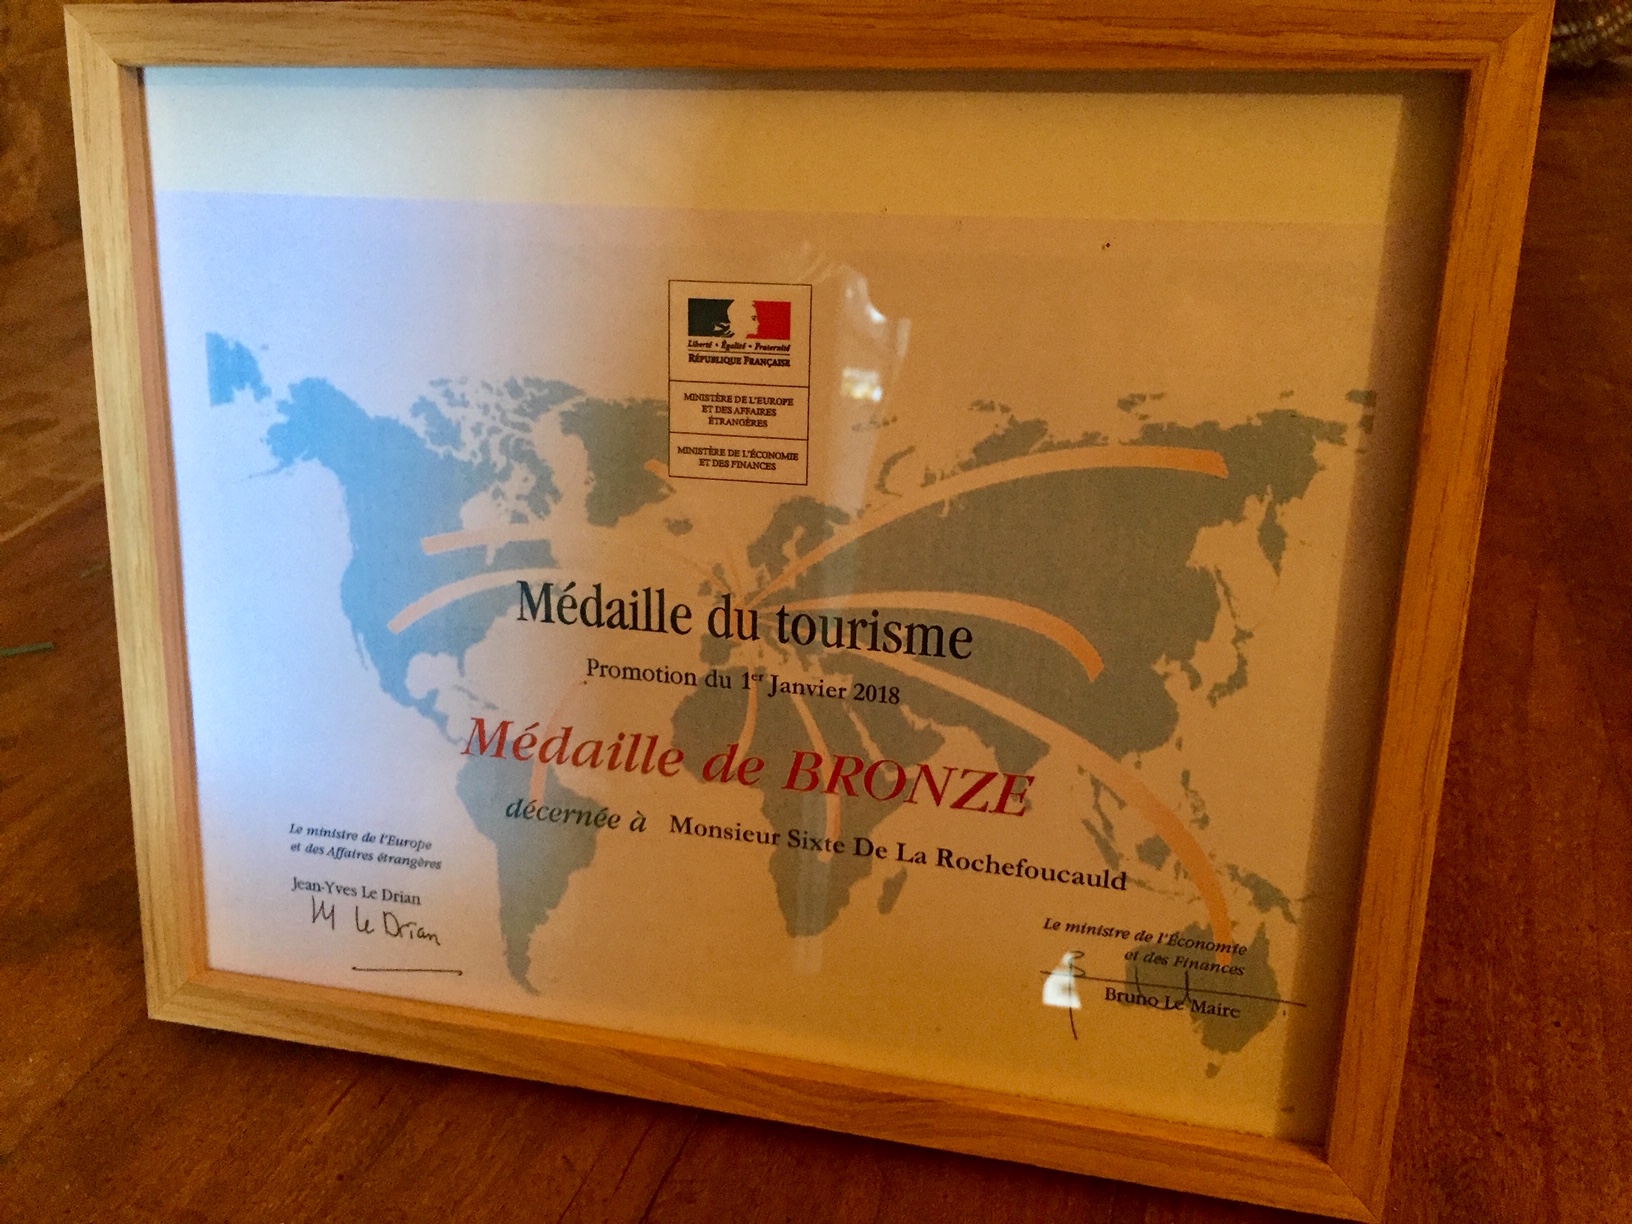 Liberté • Égalité • Fraternité
RÉPUBLIQUE FRANÇAISE
MINISTÈRE DE L'EUROPE
ET DES AFFAIRES
ÉTRANGÈRES
MINISTÈRE DE L'ÉCONOMIE
ET DES FINANCES
Médaille du tourisme
Promotion du 1er Janvier 2018
Médaille de BRONZE
décernée à Monsieur Sixte De La Rochefoucauld
Le ministre de l'Europe
et des Affaires étrangères
Jean-Yves Le Drian
Le Drian
Le ministre de l'Économie
et des Finances
Bruno Le Maire